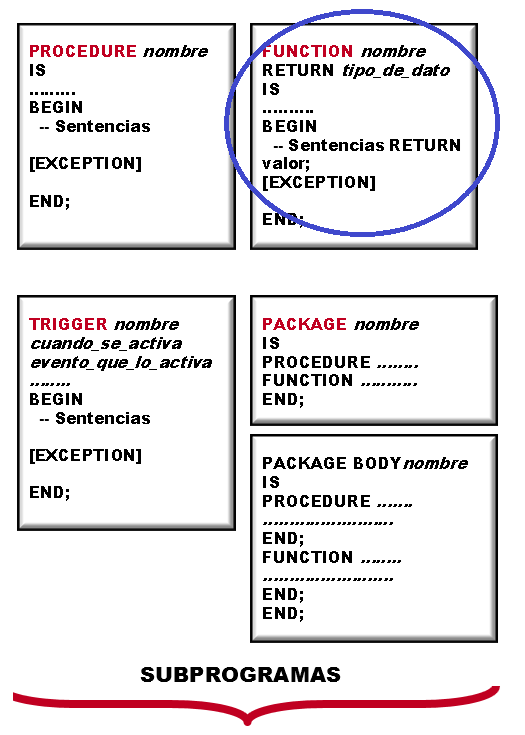 PROCEDURE nombre
IS
.........
BEGIN
-- Sentencias
[EXCEPTION]
END;
FUNCTION nombre
RETURN tipo_de_dato
IS
..........
BEGIN
-- Sentencias RETURN
valor;
[EXCEPTION]
END;
TRIGGER nombre
cuando_se_activa
evento_que_lo_activa
........
BEGIN
-- Sentencias
[EXCEPTION]
END;
PACKAGE nombre
IS
PROCEDURE ........
FUNCTION ...........
END;
PACKAGE BODY nombre
IS
PROCEDURE .......
.........................
END;
FUNCTION ........
.........................
END;
END;
SUBPROGRAMAS